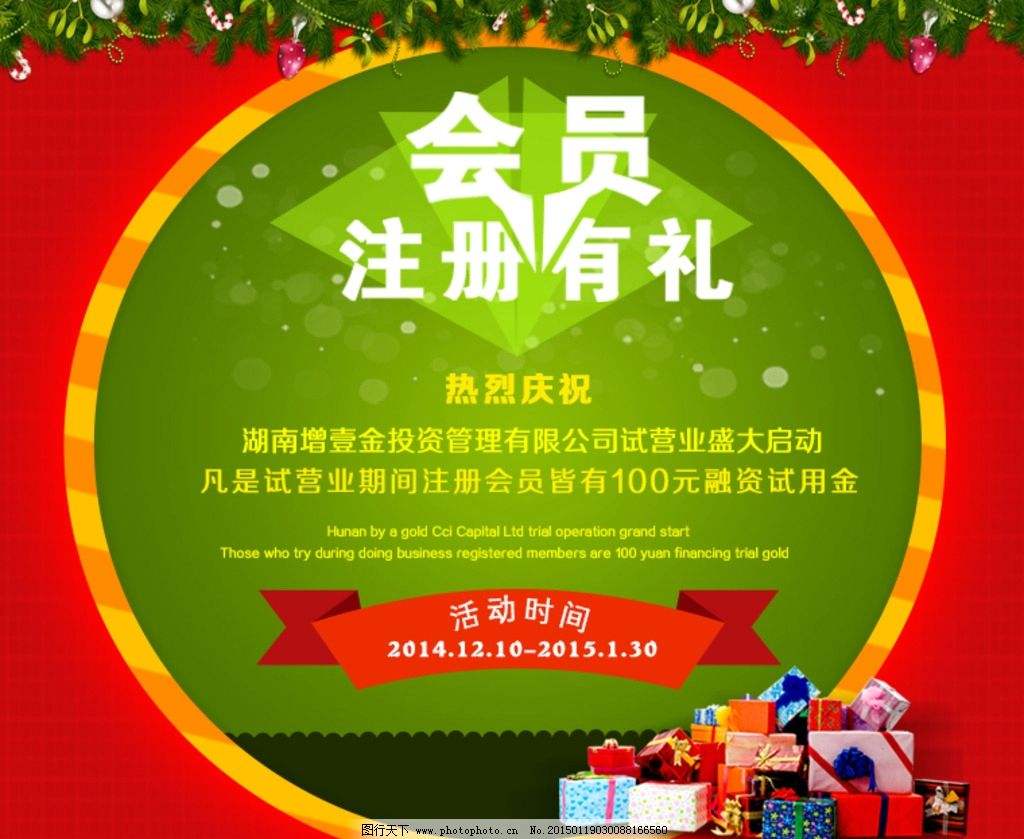 会员
注册有礼
热烈庆祝
湖南增壹金投资管理有限公司试营业盛大启动
凡是试营业期间注册会员皆有100元融资试用金
Hunan by a gold Cci Capital Ltd trial operation grand start
Those who try during doing business registered members are 100 yuan financing trial gold
活动时间
2014.12.10-2015.1.30
图行天下 www.photophoto.cn No.20150119030088166560